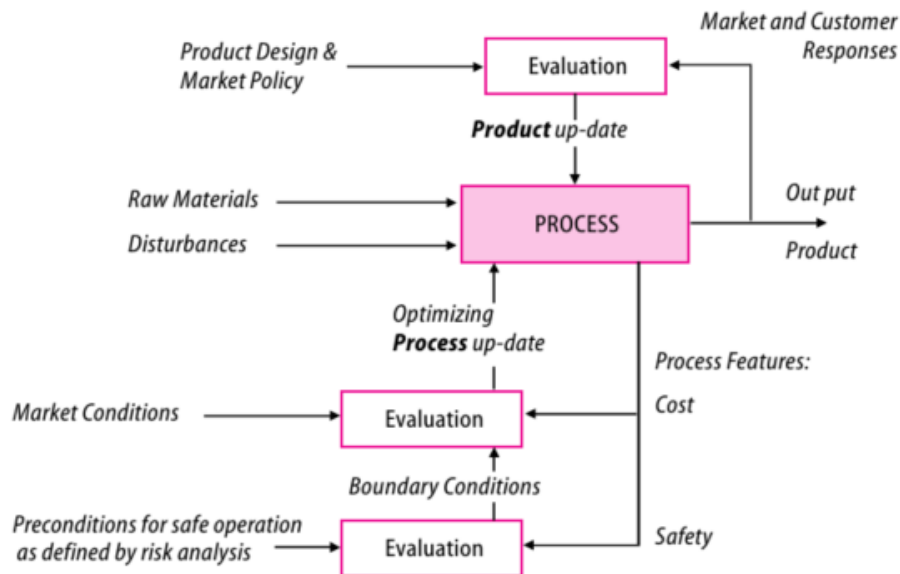 Market and Customer
Responses
Product Design &
Market Policy
Evaluation
Product up-date
Raw Materials
Disturbances
PROCESS
Out put
Product
Optimizing
Process up-date
Process Features:
Market Conditions
Evaluation
Cost
Boundary Conditions
Preconditions for safe operation
as defined by risk analysis
Evaluation
Safety